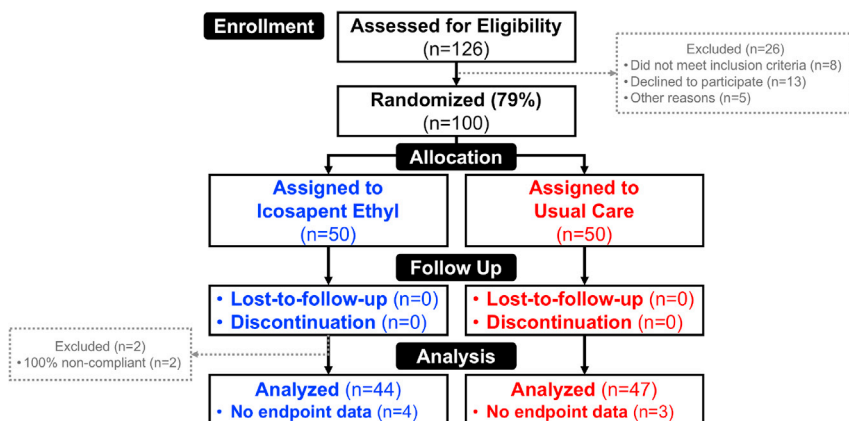 Enrollment
Assessed for Eligibility
(n=126)
Excluded (n=26)
• Did not meet inclusion criteria (n=8)
• Declined to participate (n=13)
• Other reasons (n=5)
Randomized (79%)
(n=100)
Allocation
Assigned to
Icosapent Ethyl
(n=50)
Assigned to
Usual Care
(n=50)
Follow Up
• Lost-to-follow-up (n=0)
• Discontinuation (n=0)
• Lost-to-follow-up (n=0)
• Discontinuation (n=0)
Excluded (n=2)
• 100% non-compliant (n=2)
Analysis
Analyzed (n=44)
• No endpoint data (n=4)
Analyzed (n=47)
• No endpoint data (n=3)